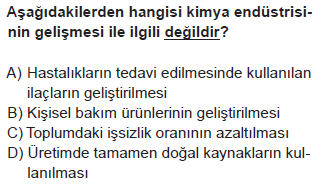 Aşağıdakilerden hangisi kimya endüstrisi-
nin gelişmesi ile ilgili değildir?
A) Hastalıkların tedavi edilmesinde kullanılan
ilaçların geliştirilmesi
B) Kişisel bakım ürünlerinin geliştirilmesi
C) Toplumdaki işsizlik oranının azaltılması
D) Üretimde tamamen doğal kaynakların kul-
lanılması